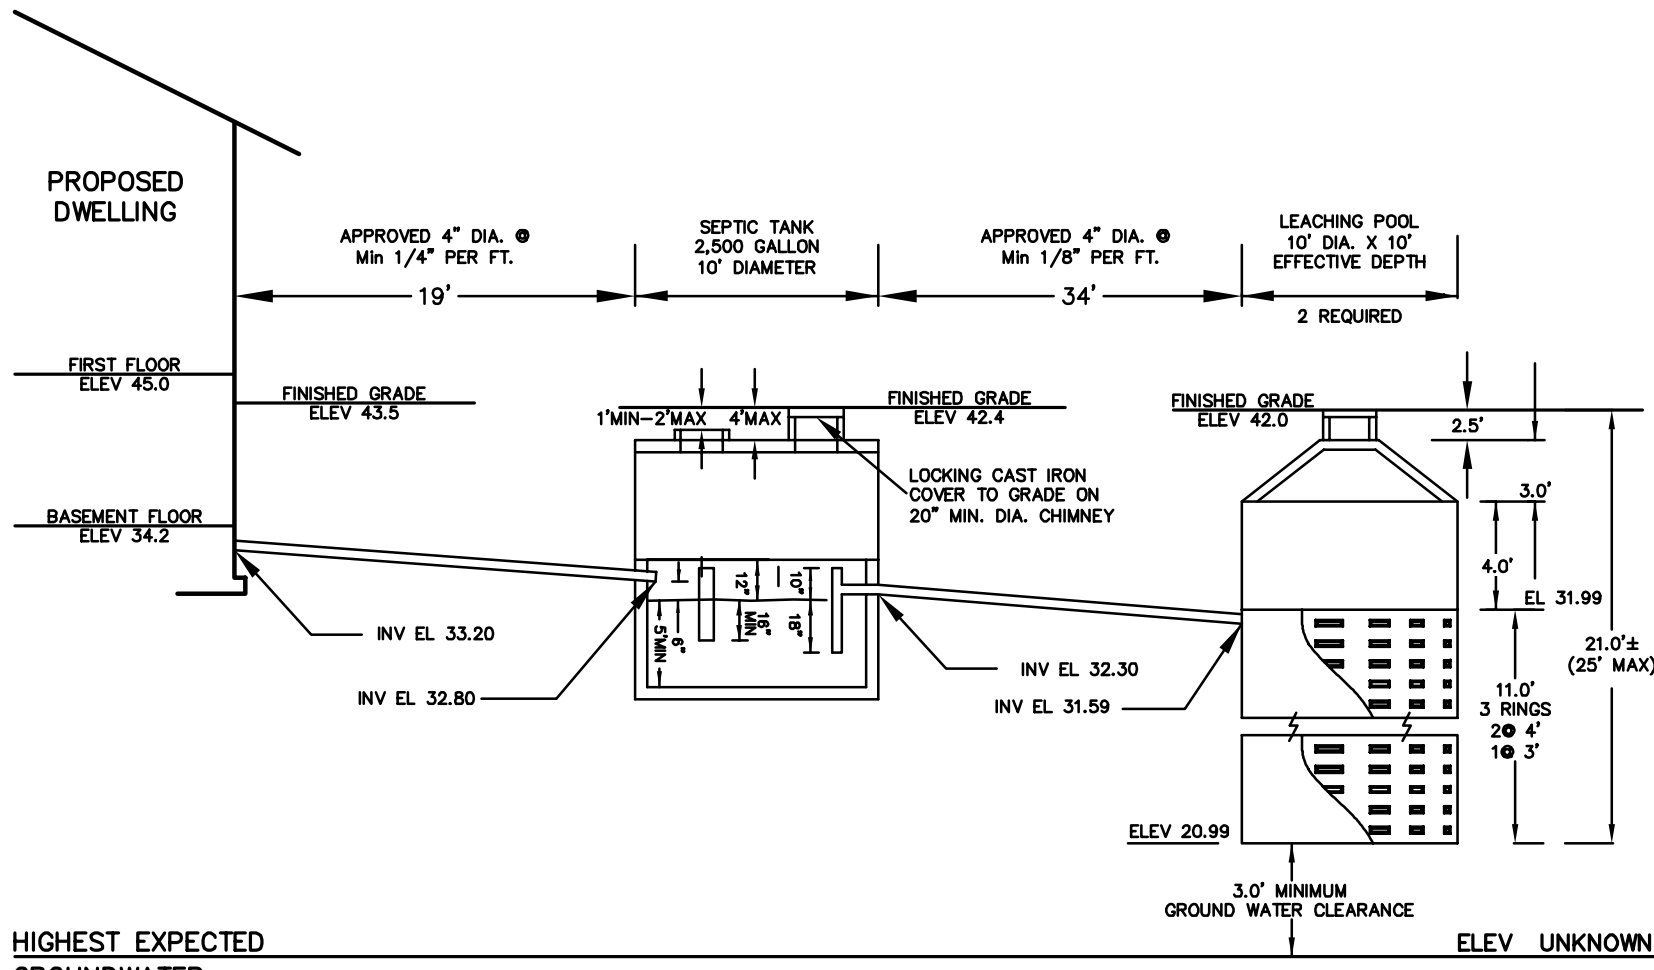 PROPOSED
DWELLING
APPROVED 4" DIA. @
Min 1/4" PER FT.
19'
SEPTIC TANK
2,500 GALLON
10' DIAMETER
APPROVED 4" DIA. @
Min 1/8" PER FT.
34'
LEACHING POOL
10' DIA. X 10'
EFFECTIVE DEPTH
2 REQUIRED
FIRST FLOOR
ELEV 45.0
FINISHED GRADE
ELEV 43.5
1'MIN-2'MAX
4'MAX
FINISHED GRADE
ELEV 42.4
FINISHED GRADE
ELEV 42.0
2.5'
LOCKING CAST IRON
COVER TO GRADE ON
20" MIN. DIA. CHIMNEY
3.0'
BASEMENT FLOOR
ELEV 34.2
4.0'
EL 31.99
12"
10"
16"
MIN
18"
6"
5'MIN
INV EL 33.20
INV EL 32.80
INV EL 32.30
INV EL 31.59
21.0'±
(25' MAX)
11.0'
3 RINGS
2@ 4'
1@ 3'
ELEV 20.99
3.0' MINIMUM
GROUND WATER CLEARANCE
HIGHEST EXPECTED
GROUNDWATER
ELEV UNKNOWN